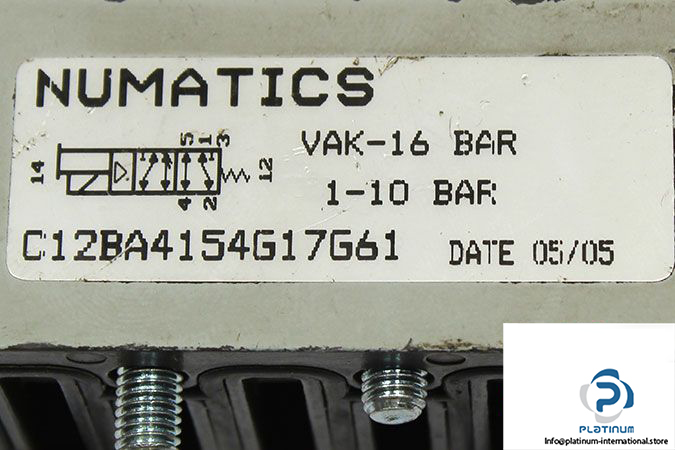 NUMATICS
VAK-16 BAR
1-10 BAR
14
5 1 3
4 2
12
C12BA4154G17G61
DATE 05/05
PLATINUM
Info@platinum-international.store